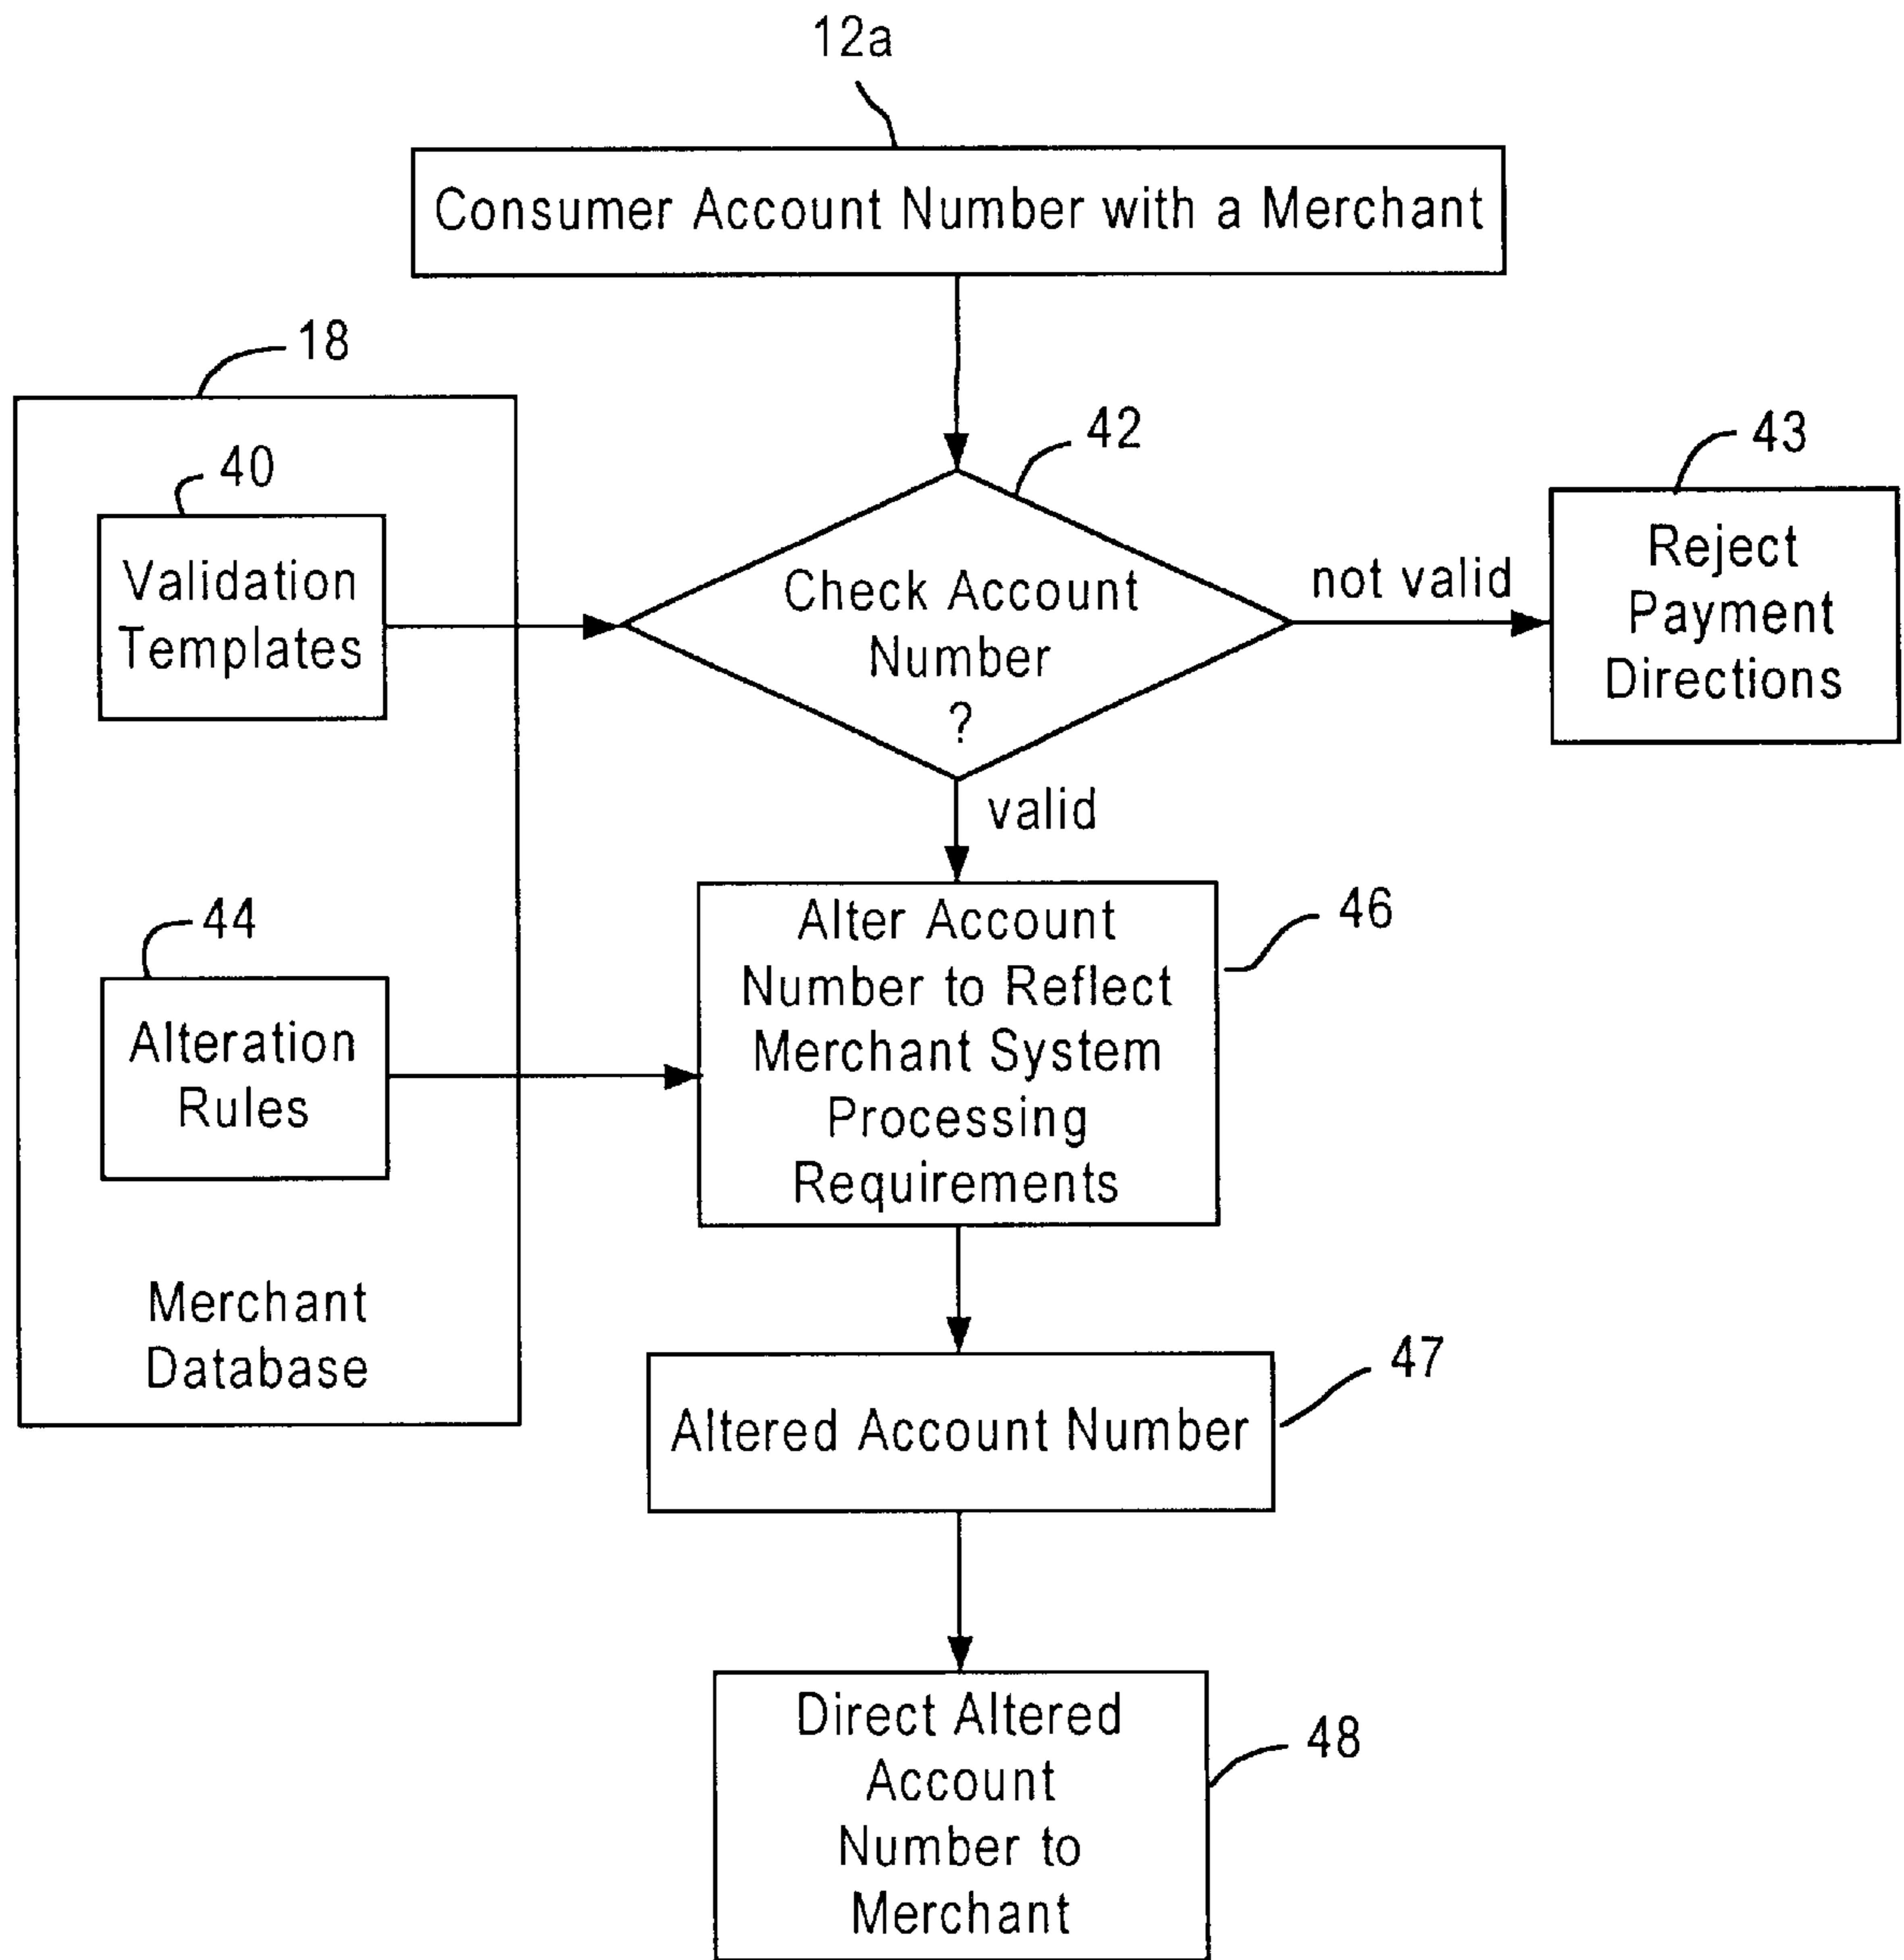 12a
Consumer Account Number with a Merchant
18
42
43
40
Validation
Templates
Check Account
Number
?
not valid
Reject
Payment
Directions
valid
44
Alteration
Rules
46
Alter Account
Number to Reflect
Merchant System
Processing
Requirements
Merchant
Database
47
Altered Account Number
48
Direct Altered
Account
Number to
Merchant